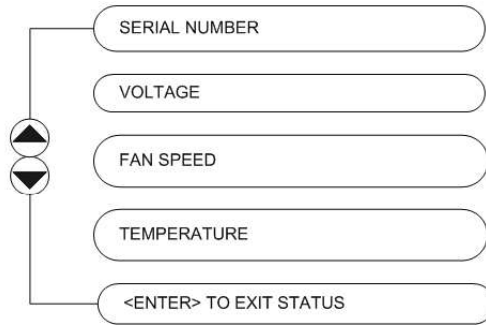 SERIAL NUMBER
VOLTAGE
FAN SPEED
TEMPERATURE
<ENTER> TO EXIT STATUS